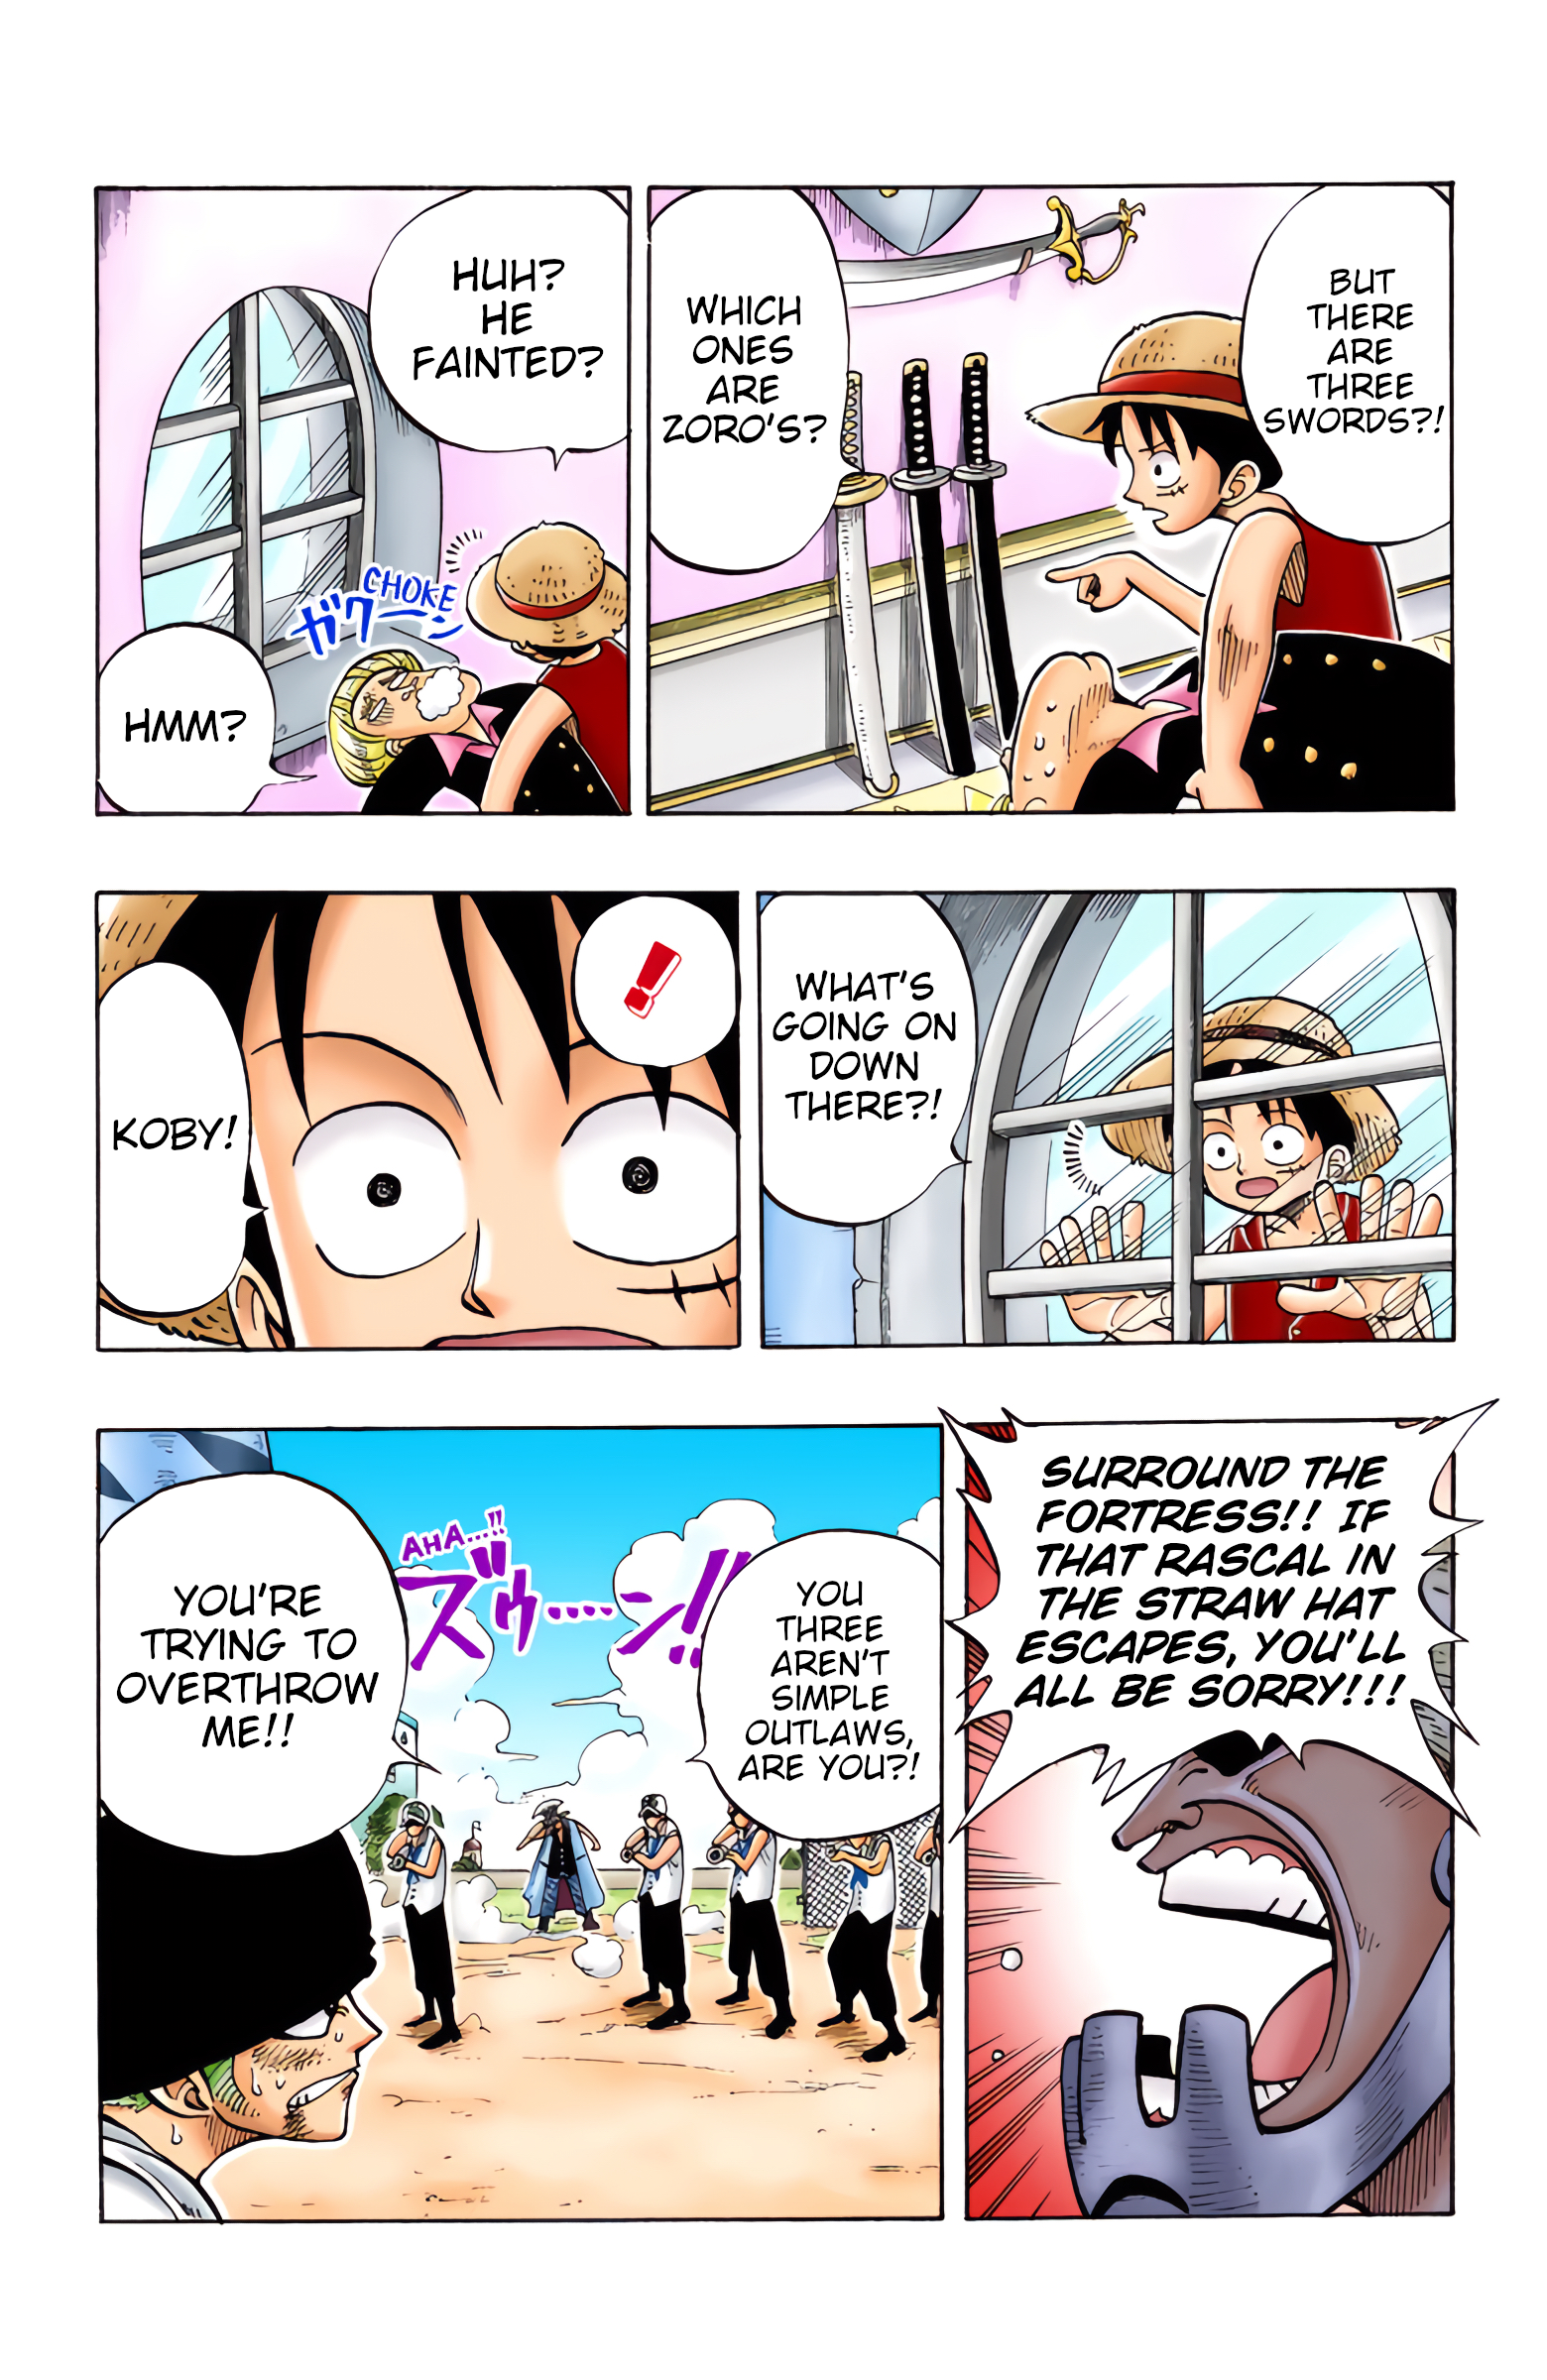 BUT
THERE
ARE
THREE
SWORDS?!
WHICH
ONES
ARE
ZORO'S?
HUH?
HE
FAINTED?
CHOKE
ガクーン
HMM?
WHAT'S
GOING ON
DOWN
THERE?!
!
KOBY!
SURROUND THE
FORTRESS!! IF
THAT RASCAL IN
THE STRAW HAT
ESCAPES, YOU'LL
ALL BE SORRY!!!
YOU
THREE
AREN'T
SIMPLE
OUTLAWS,
ARE YOU?!
AHA...!!
ズゥ……ン!!
YOU'RE
TRYING TO
OVERTHROW
ME!!